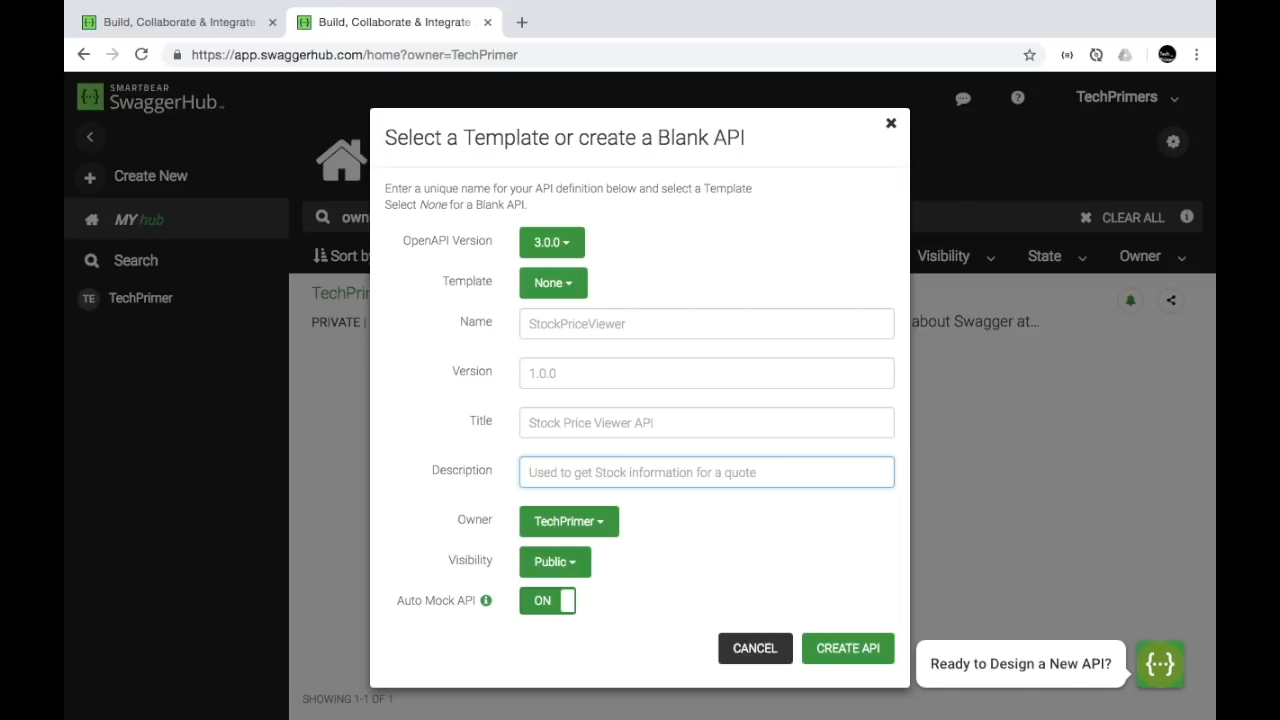 Build, Collaborate & Integrate
Build, Collaborate & Integrate
https://app.swaggerhub.com/home?owner=TechPrimer
SMARTBEAR
SwaggerHub
TechPrimers
Create New
MY hub
Search
TE TechPrimer
CLEAR ALL
Visibility State Owner
TechPri
PRIVATE |
about Swagger at...
SHOWING 1-1 OF 1
Select a Template or create a Blank API
Enter a unique name for your API definition below and select a Template
Select None for a Blank API.
OpenAPI Version 3.0.0
Template None
Name StockPriceViewer
Version 1.0.0
Title Stock Price Viewer API
Description Used to get Stock information for a quote
Owner TechPrimer
Visibility Public
Auto Mock API ON
CANCEL CREATE API
Ready to Design a New API?